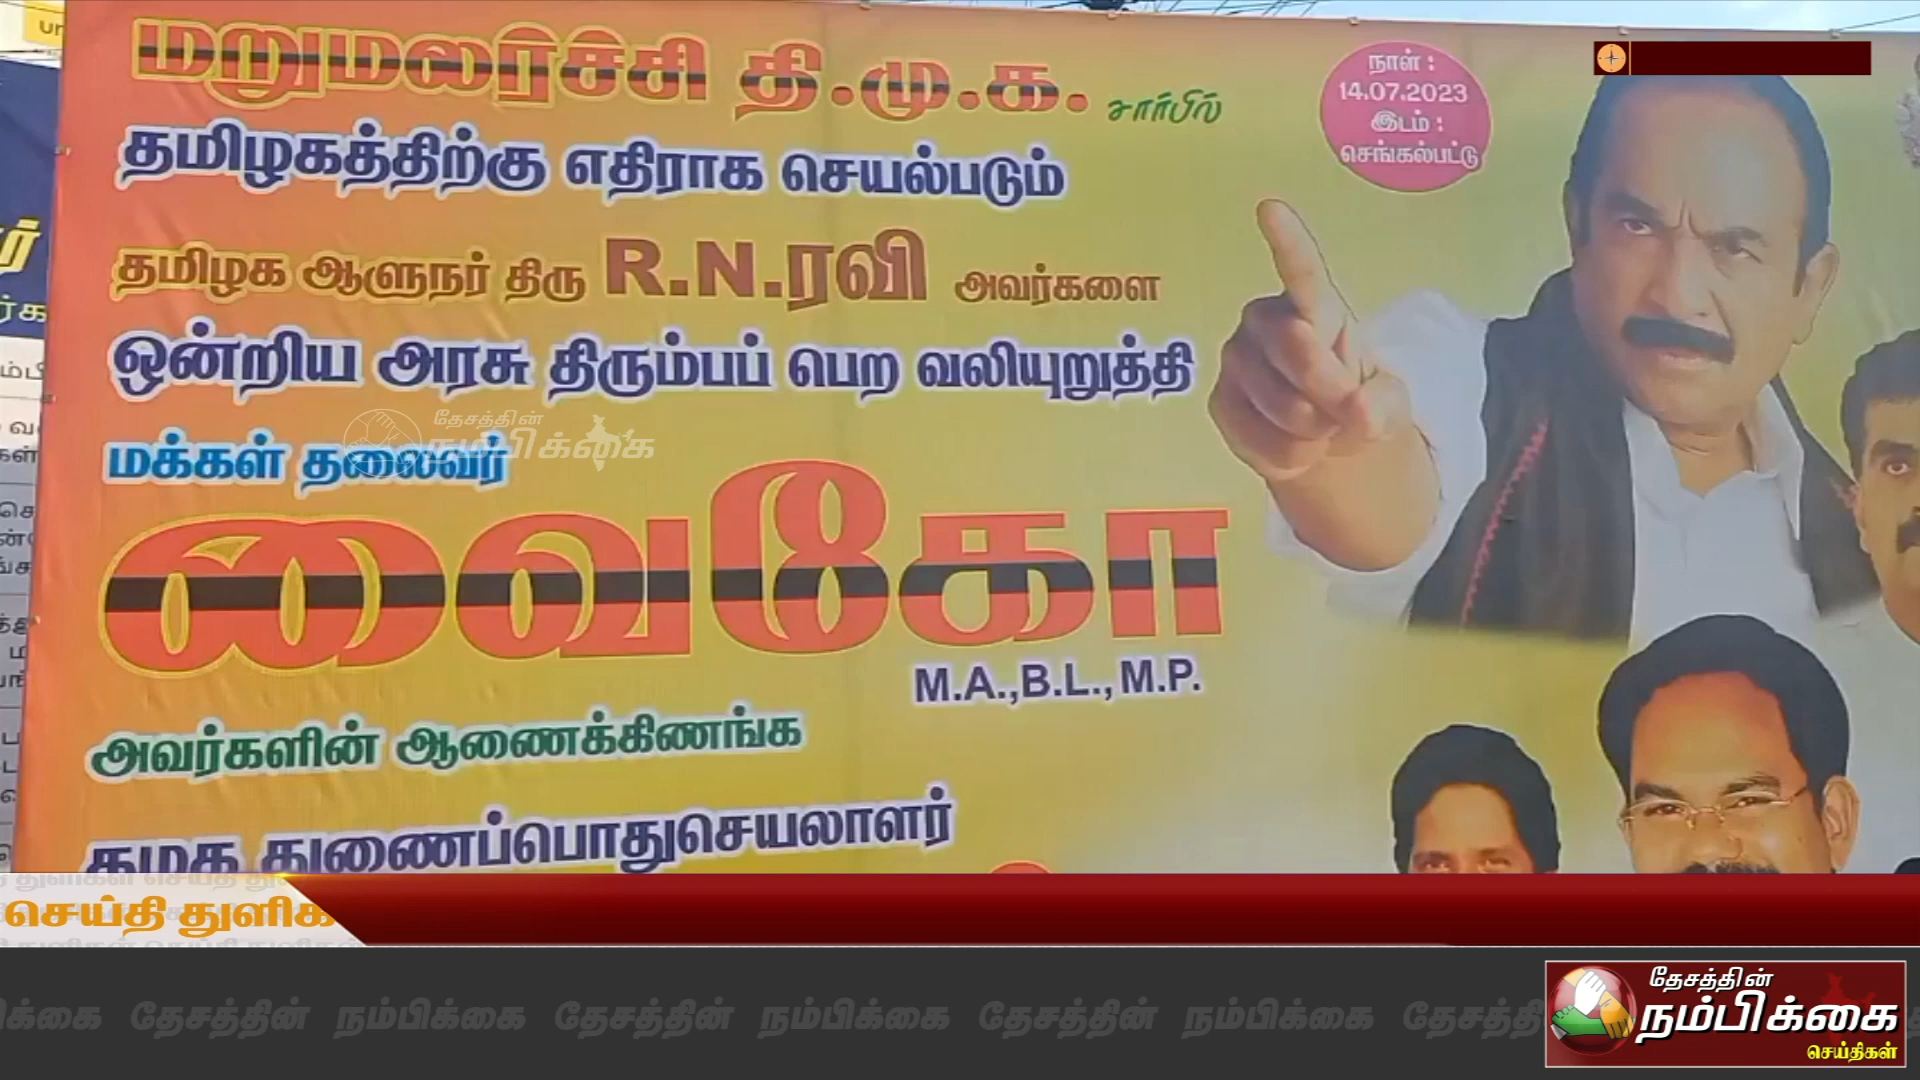 மறுமலர்ச்சி தி.மு.க. சார்பில்
நாள் :
14.07.2023
இடம் :
செங்கல்பட்டு
தமிழகத்திற்கு எதிராக செயல்படும்
தமிழக ஆளுநர் திரு R.N.ரவி அவர்களை
ஒன்றிய அரசு திரும்பப் பெற வலியுறுத்தி
தேசத்தின்
நம்பிக்கை
மக்கள் தலைவர்
வைகோ
M.A.,B.L.,M.P.
அவர்களின் ஆணைக்கிணங்க
கழக துணைப்பொதுசெயலாளர்
செய்தி துளிக
தேசத்தின் நம்பிக்கை தேசத்தின் நம்பிக்கை தேசத்தின் நம்பிக்கை
தேசத்தின்
நம்பிக்கை
செய்திகள்